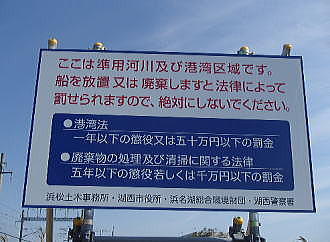 ここは準用河川及び港湾区域です。
船を放置又は廃棄しますと法律によって
罰せられますので、絶対にしないでください。
●港湾法
一年以下の懲役又は五十万円以下の罰金
●廃棄物の処理及び清掃に関する法律
五年以下の懲役若しくは千万円以下の罰金
浜松土木事務所・湖西市役所・浜名湖総合環境財団・湖西警察署